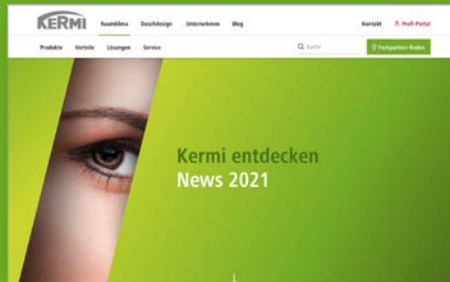 KERMI
Raumklima Duschdesign Unternehmen Blog
Kontakt Profi-Portal
Produkte Vorteile Lösungen Service
Suche
Fachpartner finden
Kermi entdecken
News 2021